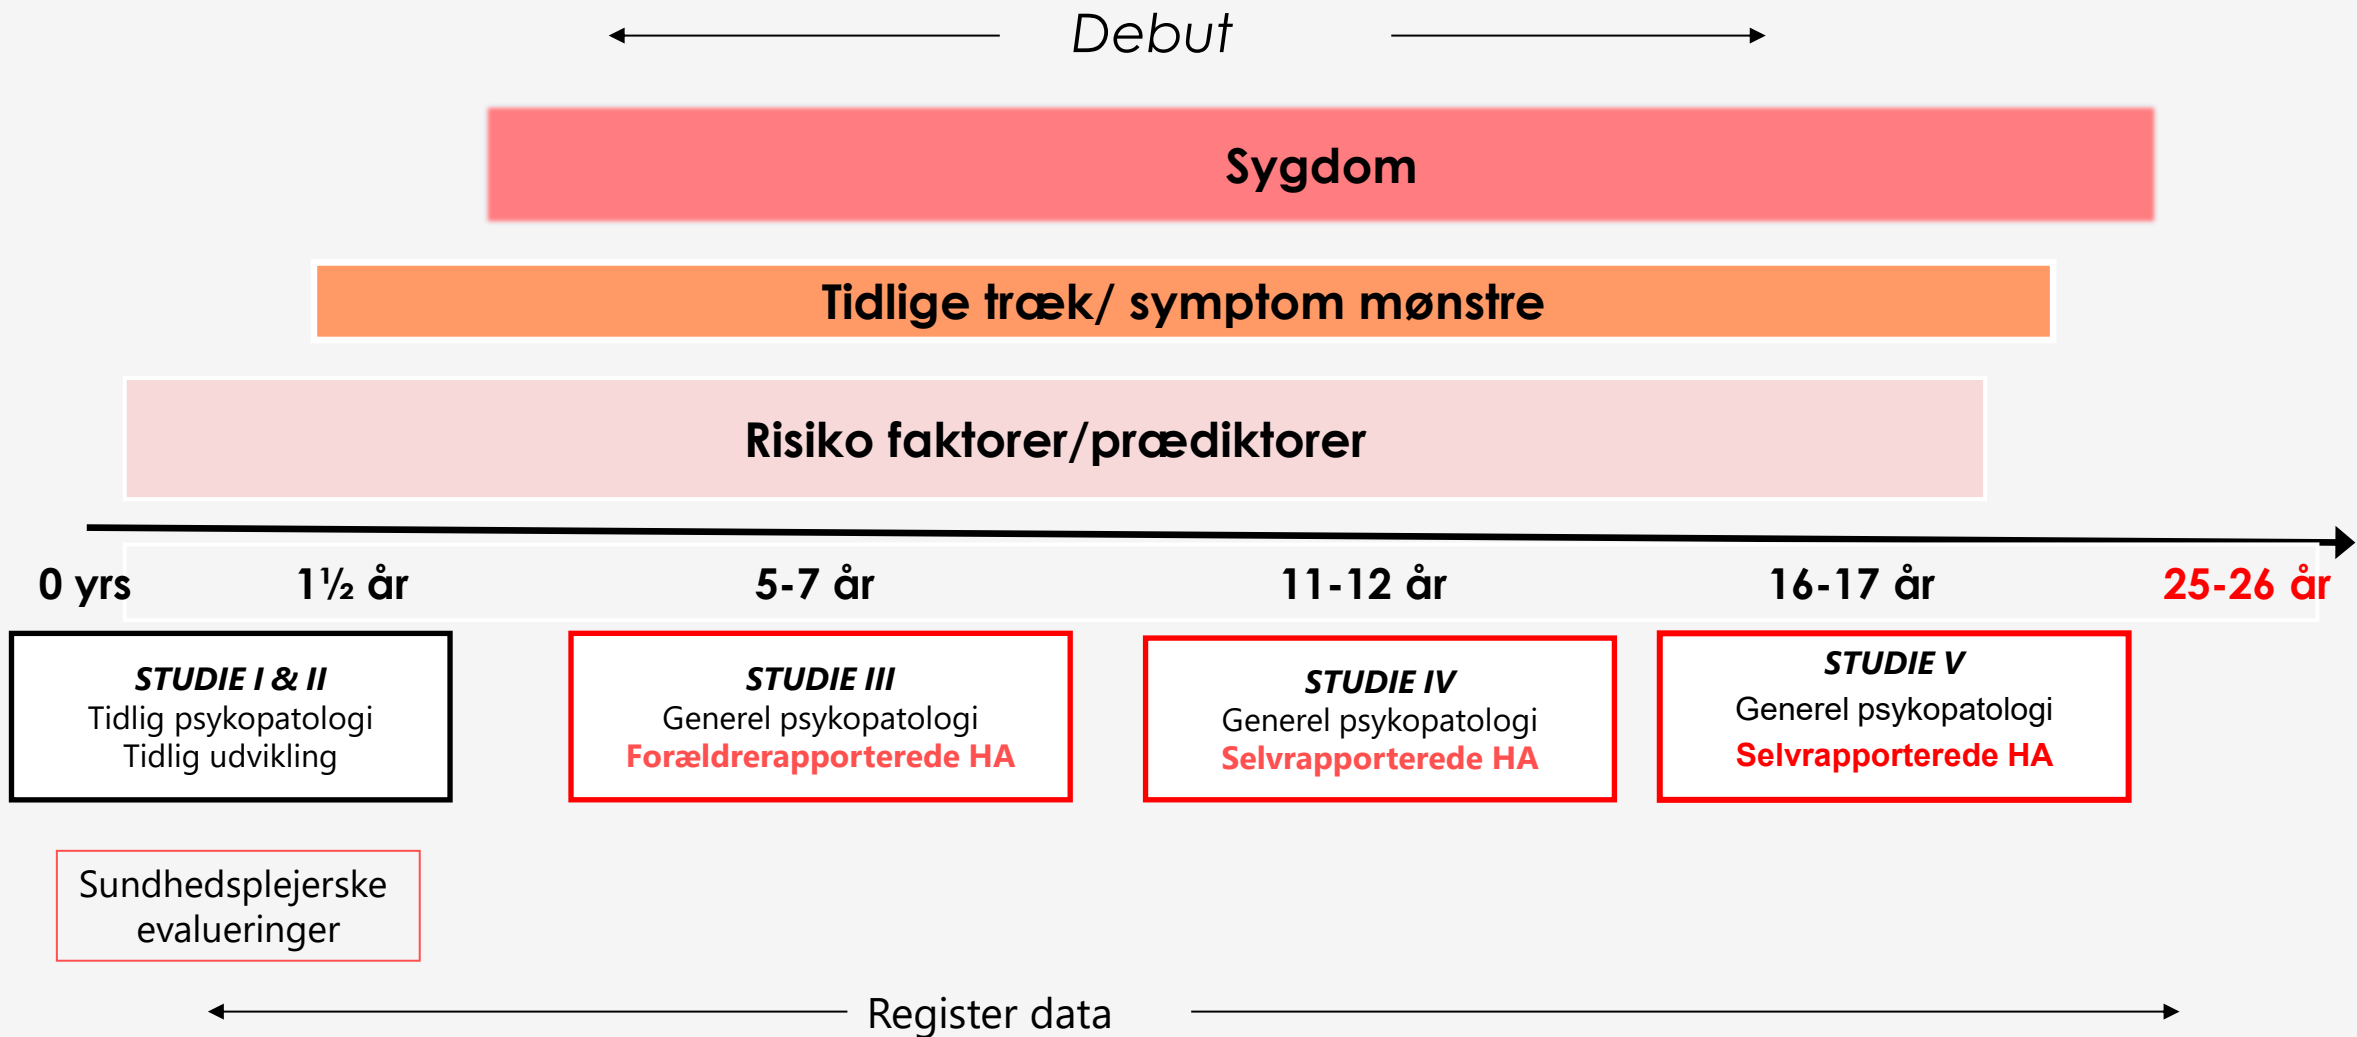 Debut
Sygdom
Tidlige træk/ symptom mønstre
Risiko faktorer/prædiktorer
0 yrs
1½ år
5-7 år
11-12 år
16-17 år
25-26 år
STUDIE I & II
Tidlig psykopatologi
Tidlig udvikling
STUDIE III
Generel psykopatologi
Forældrerapporterede HA
STUDIE IV
Generel psykopatologi
Selvrapporterede HA
STUDIE V
Generel psykopatologi
Selvrapporterede HA
Sundhedsplejerske
evalueringer
Register data